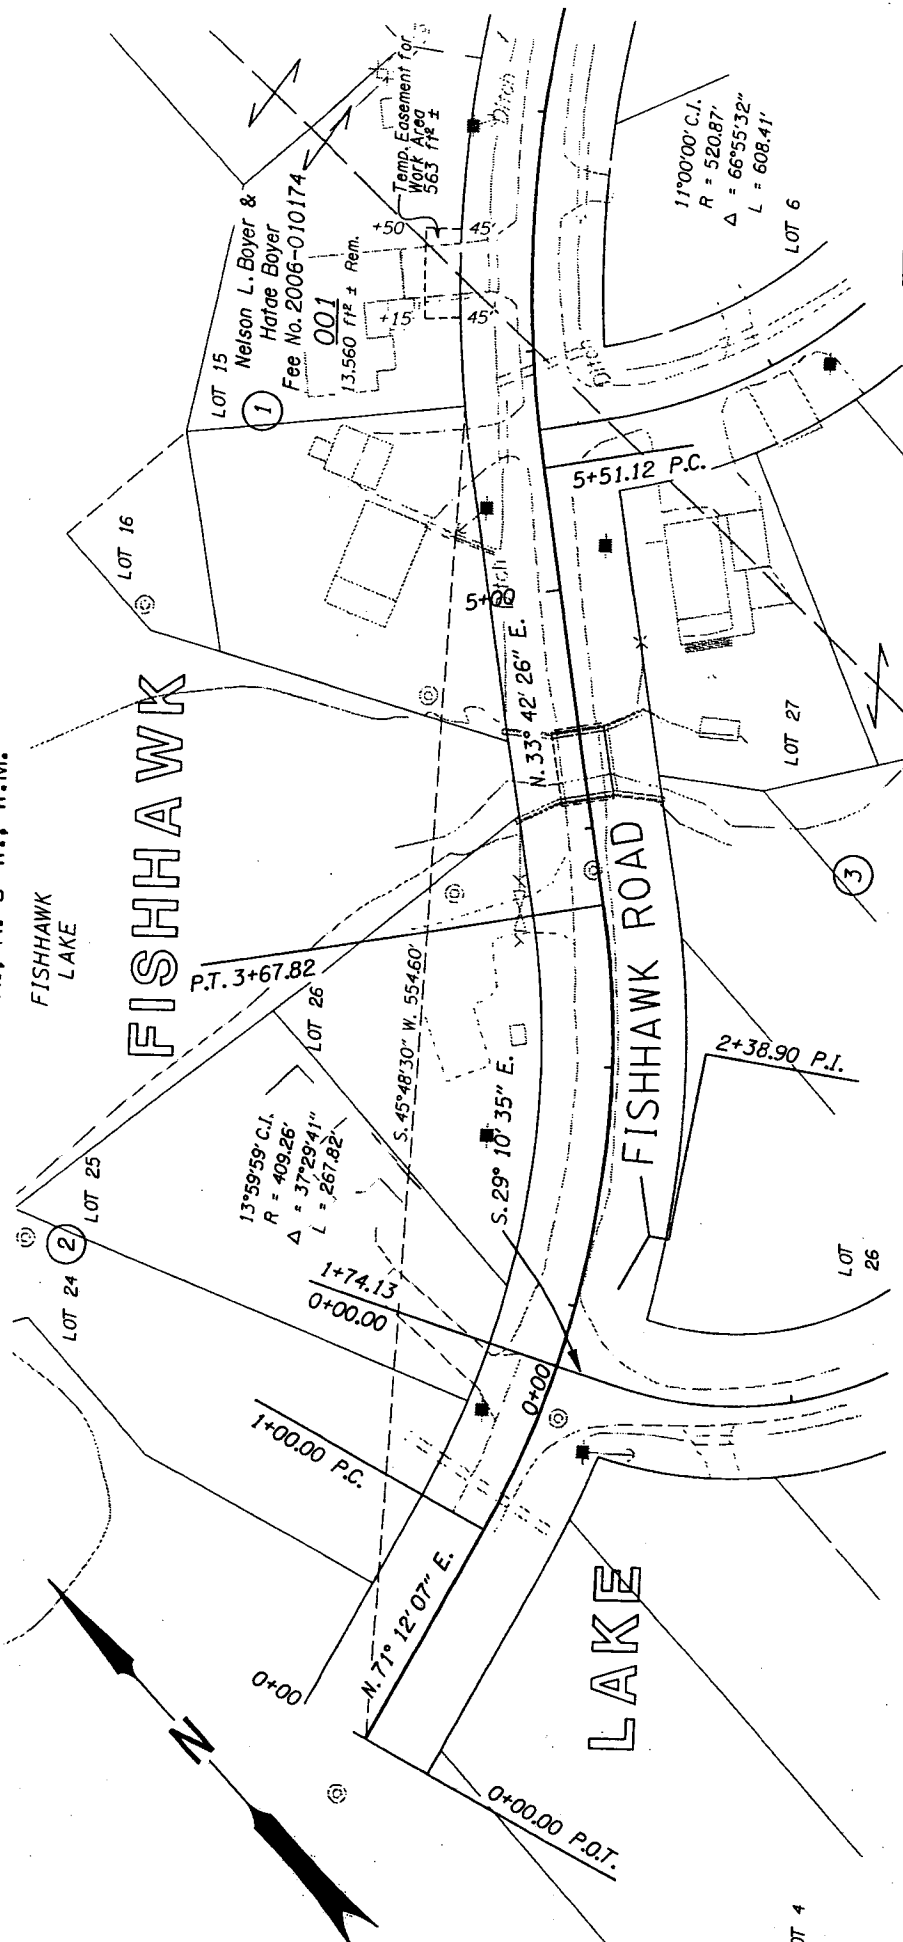 FISHHAWK
LAKE
FISHHAWK
LAKE
FISHHAWK ROAD
LOT 15
1
Nelson L. Boyer &
Hatae Boyer
Fee No. 2006-010174
001
13,560 ft² ± Rem.
Temp. Easement for
Work Area
563 ft² ±
+50
45'
+15
45'
Ditch
Ditch
Ditch
11°00'00" C.I.
R = 520.87'
Δ = 66°55'32"
L = 608.41'
LOT 6
LOT 16
5+51.12 P.C.
5+00
N. 33° 42' 26" E.
LOT 27
3
P.T. 3+67.82
LOT 26
S. 45°48'30" W. 554.60'
S. 29° 10' 35" E.
2+38.90 P.I.
13°59'59" C.I.
R = 409.26'
Δ = 37°29'41"
L = 267.82'
LOT 25
2
LOT 24
1+74.13
0+00.00
0+00
LOT
26
1+00.00 P.C.
N. 71° 12' 07" E.
0+00
N
0+00.00 P.O.T.